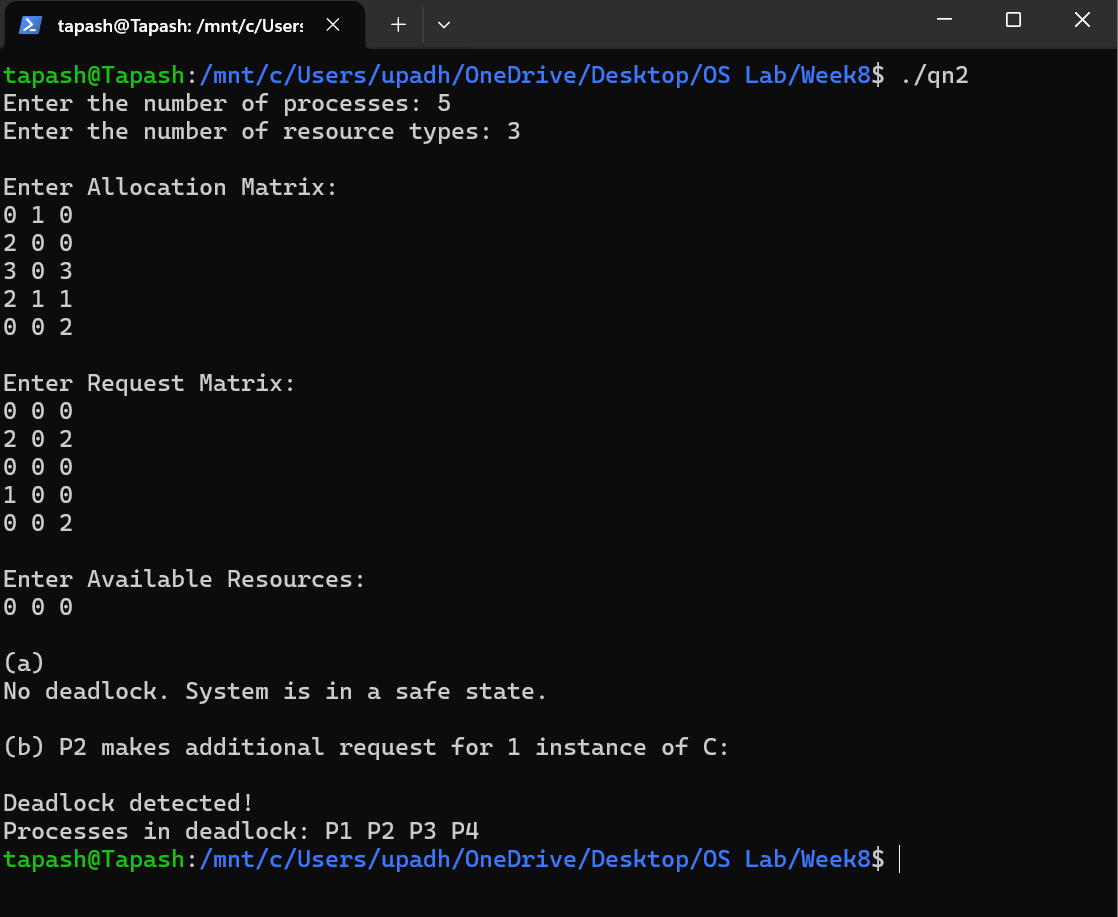 tapash@Tapash: /mnt/c/Users
tapash@Tapash:/mnt/c/Users/upadh/OneDrive/Desktop/OS Lab/Week8$ ./qn2
Enter the number of processes: 5
Enter the number of resource types: 3
Enter Allocation Matrix:
0 1 0
2 0 0
3 0 3
2 1 1
0 0 2
Enter Request Matrix:
0 0 0
2 0 2
0 0 0
1 0 0
0 0 2
Enter Available Resources:
0 0 0
(a)
No deadlock. System is in a safe state.
(b) P2 makes additional request for 1 instance of C:
Deadlock detected!
Processes in deadlock: P1 P2 P3 P4
tapash@Tapash:/mnt/c/Users/upadh/OneDrive/Desktop/OS Lab/Week8$